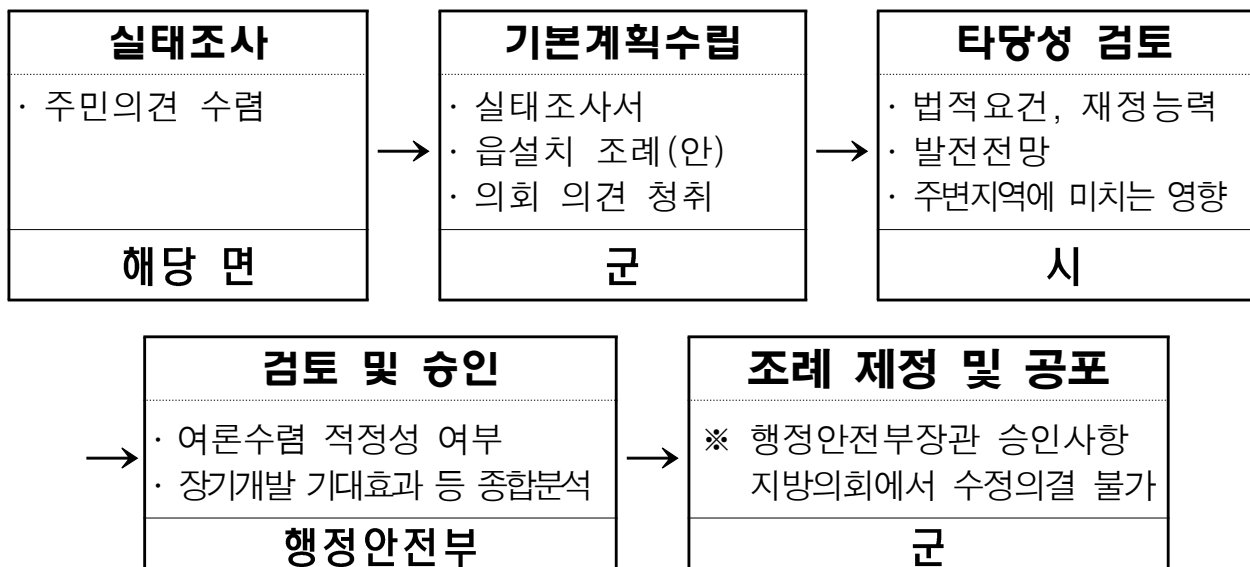 실태조사
· 주민의견 수렴
해당 면
→
기본계획수립
· 실태조사서
· 읍설치 조례(안)
· 의회 의견 청취
군
→
타당성 검토
· 법적요건, 재정능력
· 발전전망
· 주변지역에 미치는 영향
시
→
검토 및 승인
· 여론수렴 적정성 여부
· 장기개발 기대효과 등 종합분석
행정안전부
→
조례 제정 및 공포
※ 행정안전부장관 승인사항
지방의회에서 수정의결 불가
군